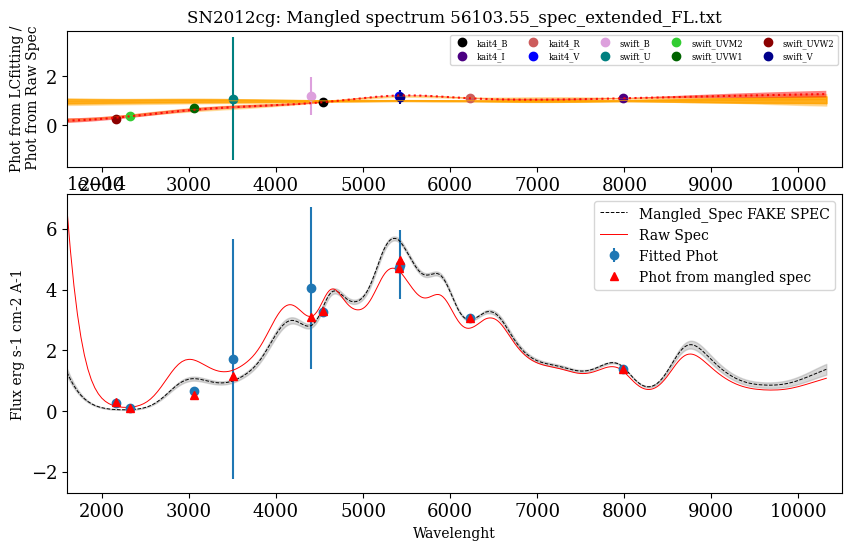 SN2012cg: Mangled spectrum 56103.55_spec_extended_FL.txt
Phot from LCfitting /
Phot from Raw Spec
2
0
kait4_B kait4_R swift_B swift_UVM2 swift_UVW2
kait4_I kait4_V swift_U swift_UVW1 swift_V
2000 3000 4000 5000 6000 7000 8000 9000 10000
1e−14
Flux erg s-1 cm-2 A-1
6
4
2
0
−2
Mangled_Spec FAKE SPEC
Raw Spec
Fitted Phot
Phot from mangled spec
2000 3000 4000 5000 6000 7000 8000 9000 10000
Wavelenght